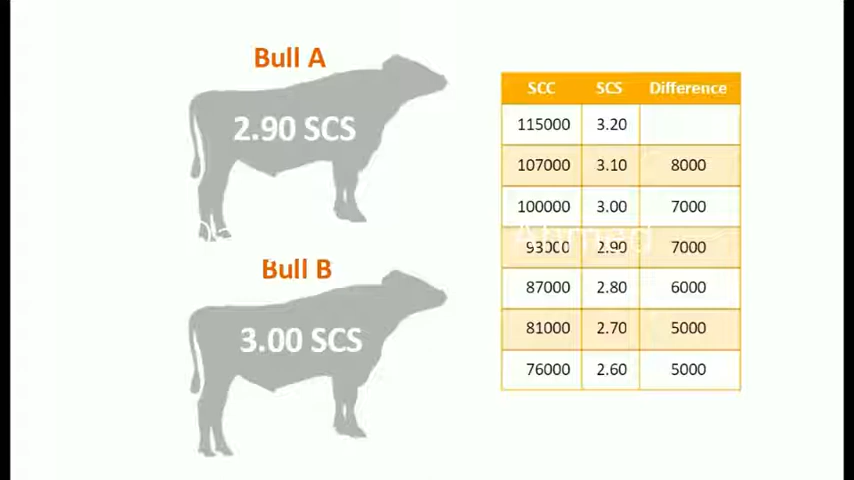 Bull A
2.90 SCS
Bull B
3.00 SCS
SCC SCS Difference
115000 3.20
107000 3.10 8000
100000 3.00 7000
93000 2.90 7000
87000 2.80 6000
81000 2.70 5000
76000 2.60 5000
Ahmed